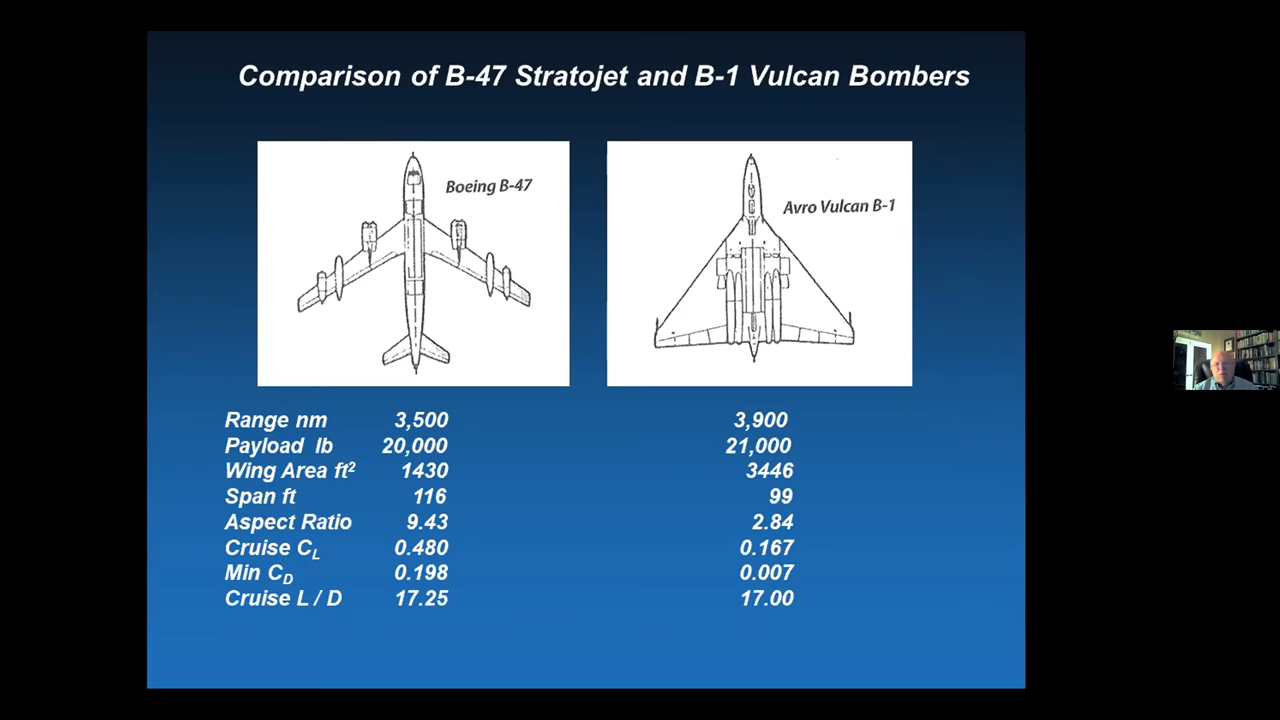 Comparison of B-47 Stratojet and B-1 Vulcan Bombers
Boeing B-47
Avro Vulcan B-1
Range nm 3,500 3,900
Payload lb 20,000 21,000
Wing Area ft² 1430 3446
Span ft 116 99
Aspect Ratio 9.43 2.84
Cruise CL 0.480 0.167
Min CD 0.198 0.007
Cruise L / D 17.25 17.00